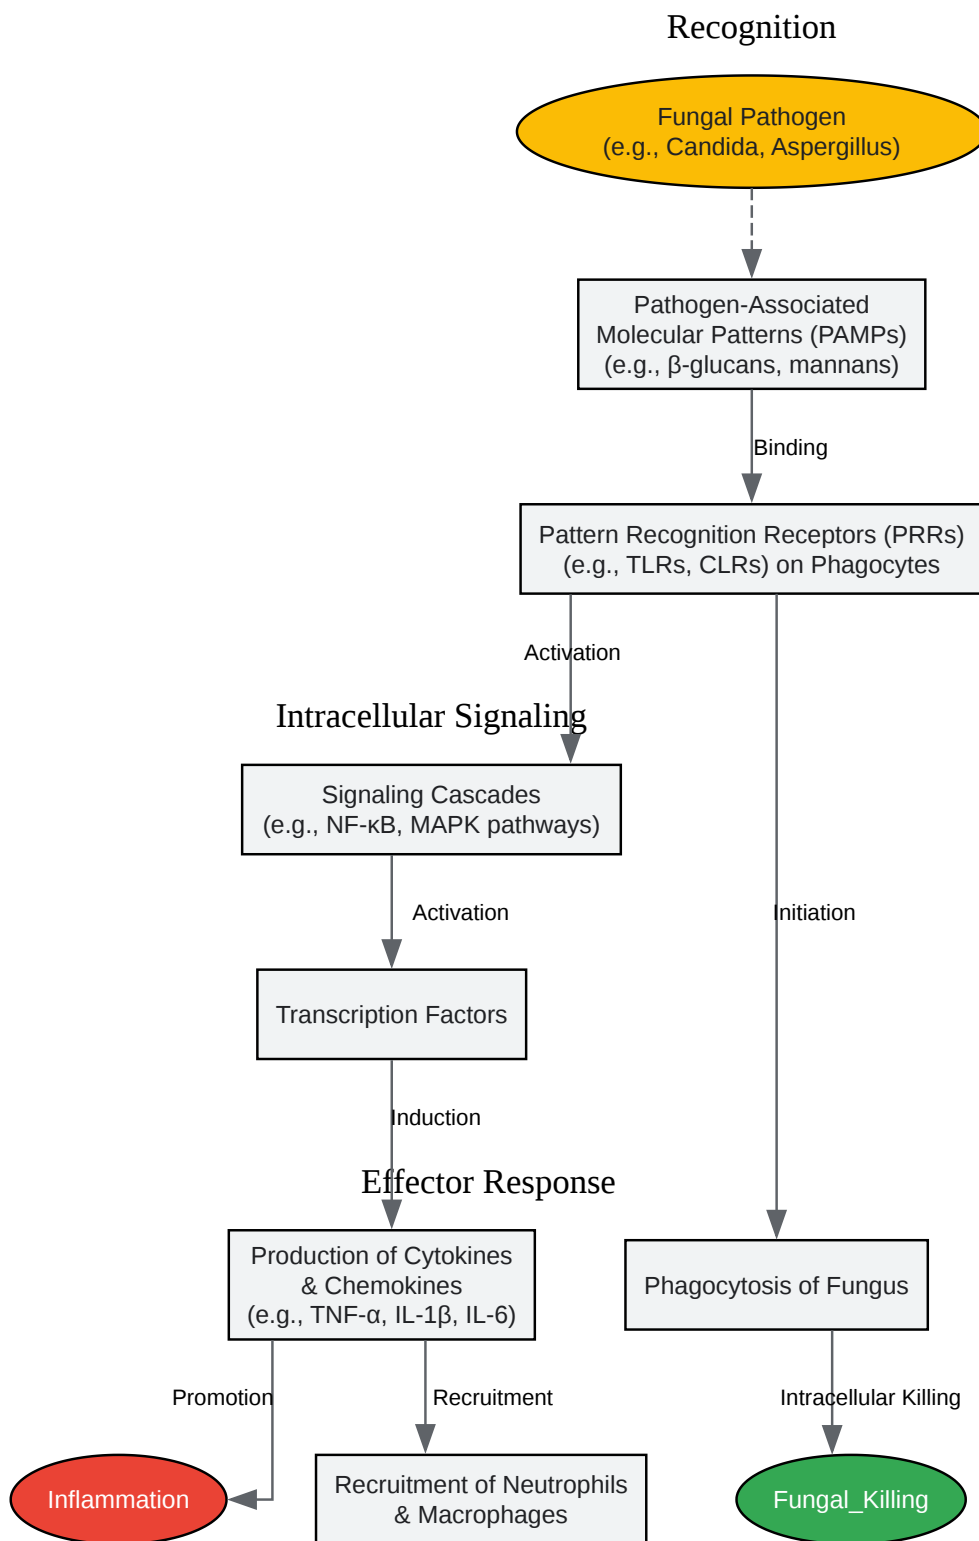 Recognition
Fungal Pathogen
(e.g., Candida, Aspergillus)
Pathogen-Associated
Molecular Patterns (PAMPs)
(e.g., β-glucans, mannans)
Binding
Pattern Recognition Receptors (PRRs)
(e.g., TLRs, CLRs) on Phagocytes
Activation
Intracellular Signaling
Signaling Cascades
(e.g., NF-κB, MAPK pathways)
Activation
Initiation
Transcription Factors
Induction
Effector Response
Production of Cytokines
& Chemokines
(e.g., TNF-α, IL-1β, IL-6)
Phagocytosis of Fungus
Promotion
Recruitment
Intracellular Killing
Inflammation
Recruitment of Neutrophils
& Macrophages
Fungal_Killing